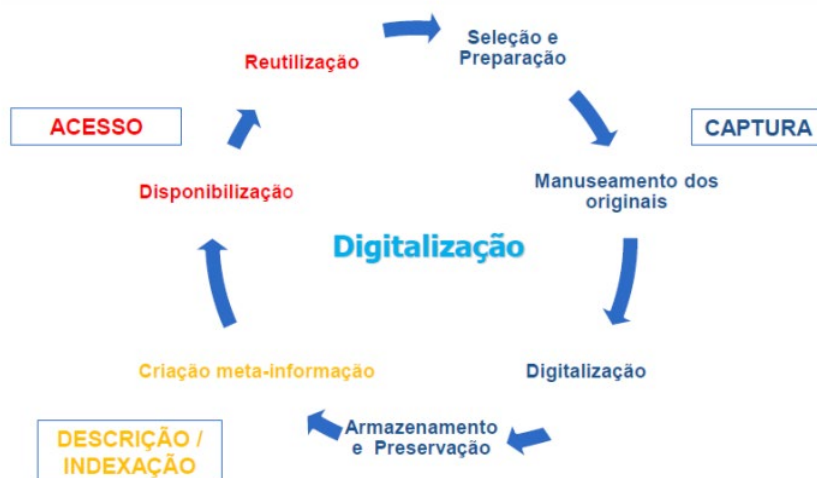 Reutilização
Seleção e
Preparação
ACESSO
CAPTURA
Disponibilização
Manuseamento dos
originais
Digitalização
Criação meta-informação
Digitalização
Armazenamento
e Preservação
DESCRIÇÃO /
INDEXAÇÃO